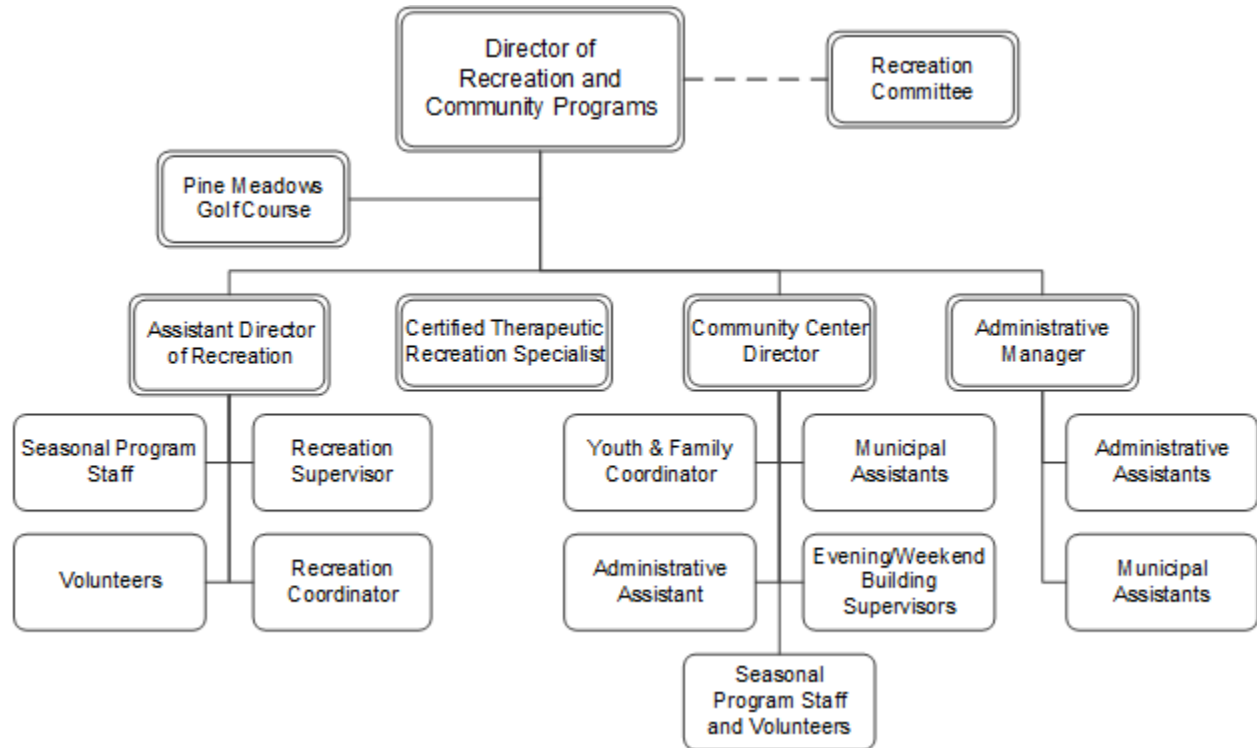 Director of
Recreation and
Community Programs
Recreation
Committee
Pine Meadows
Golf Course
Assistant Director
of Recreation
Certified Therapeutic
Recreation Specialist
Community Center
Director
Administrative
Manager
Seasonal Program
Staff
Recreation
Supervisor
Youth & Family
Coordinator
Municipal
Assistants
Administrative
Assistants
Volunteers
Recreation
Coordinator
Administrative
Assistant
Evening/Weekend
Building
Supervisors
Municipal
Assistants
Seasonal
Program Staff
and Volunteers